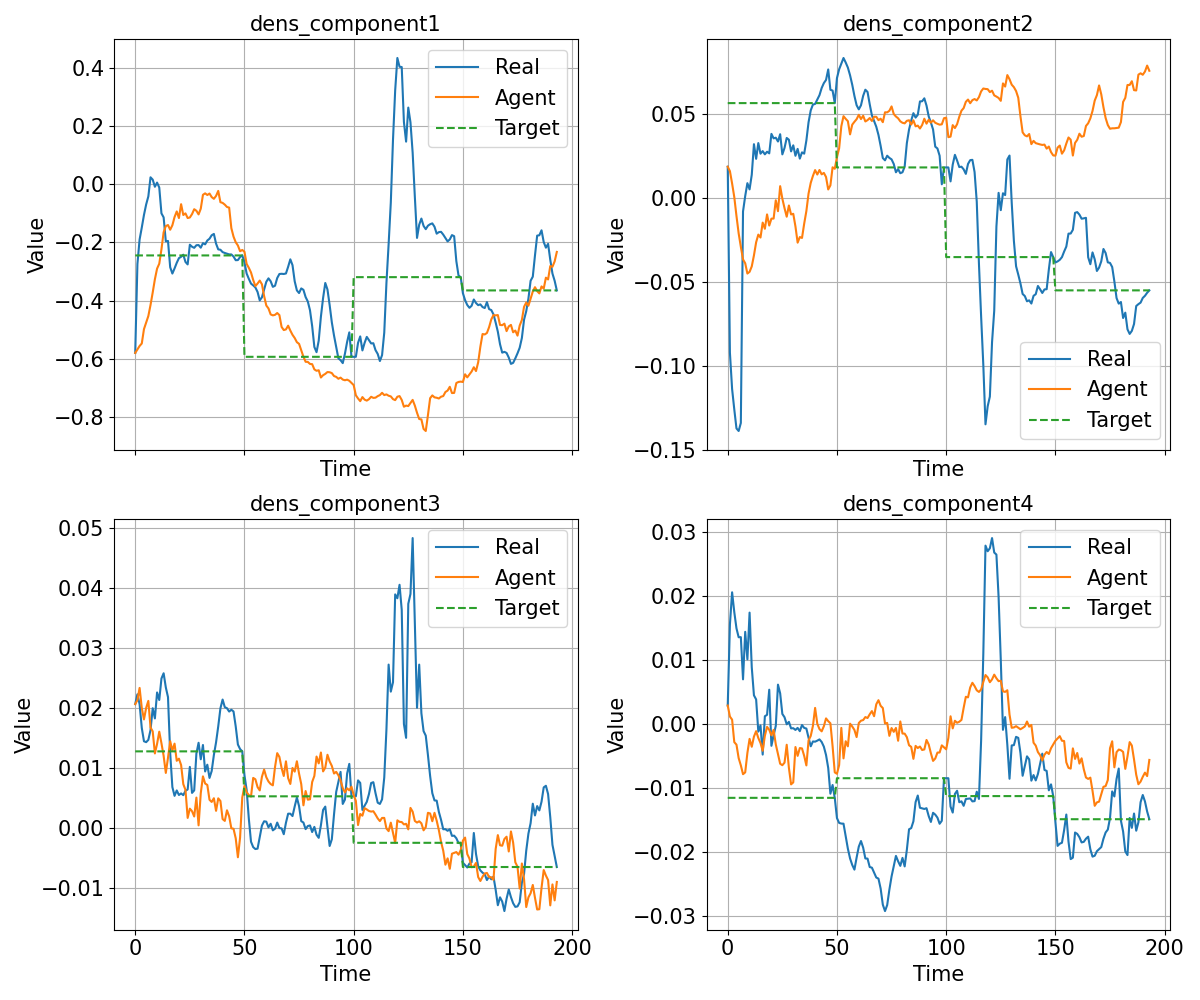 dens_component1
Value
0.4
0.2
0.0
−0.2
−0.4
−0.6
−0.8
Real
Agent
Target
Time
dens_component2
Value
0.05
0.00
−0.05
−0.10
−0.15
Real
Agent
Target
Time
dens_component3
Value
0.05
0.04
0.03
0.02
0.01
0.00
−0.01
Real
Agent
Target
0 50 100 150 200
Time
dens_component4
Value
0.03
0.02
0.01
0.00
−0.01
−0.02
−0.03
Real
Agent
Target
0 50 100 150 200
Time